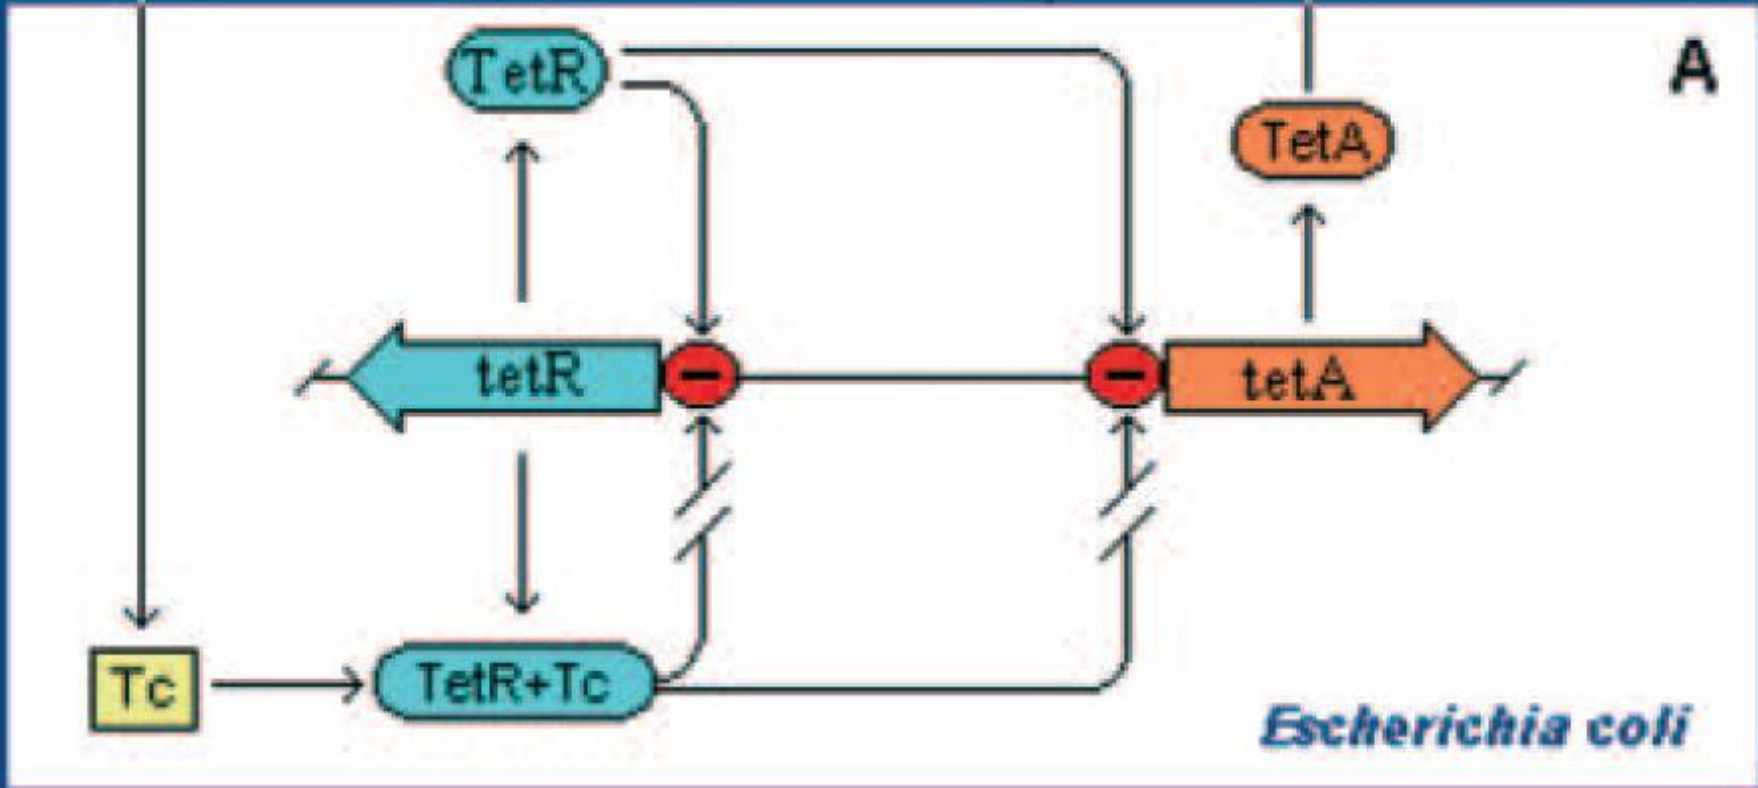 A
TetR
TetA
tetR
−
−
tetA
Tc
TetR+Tc
Escherichia coli